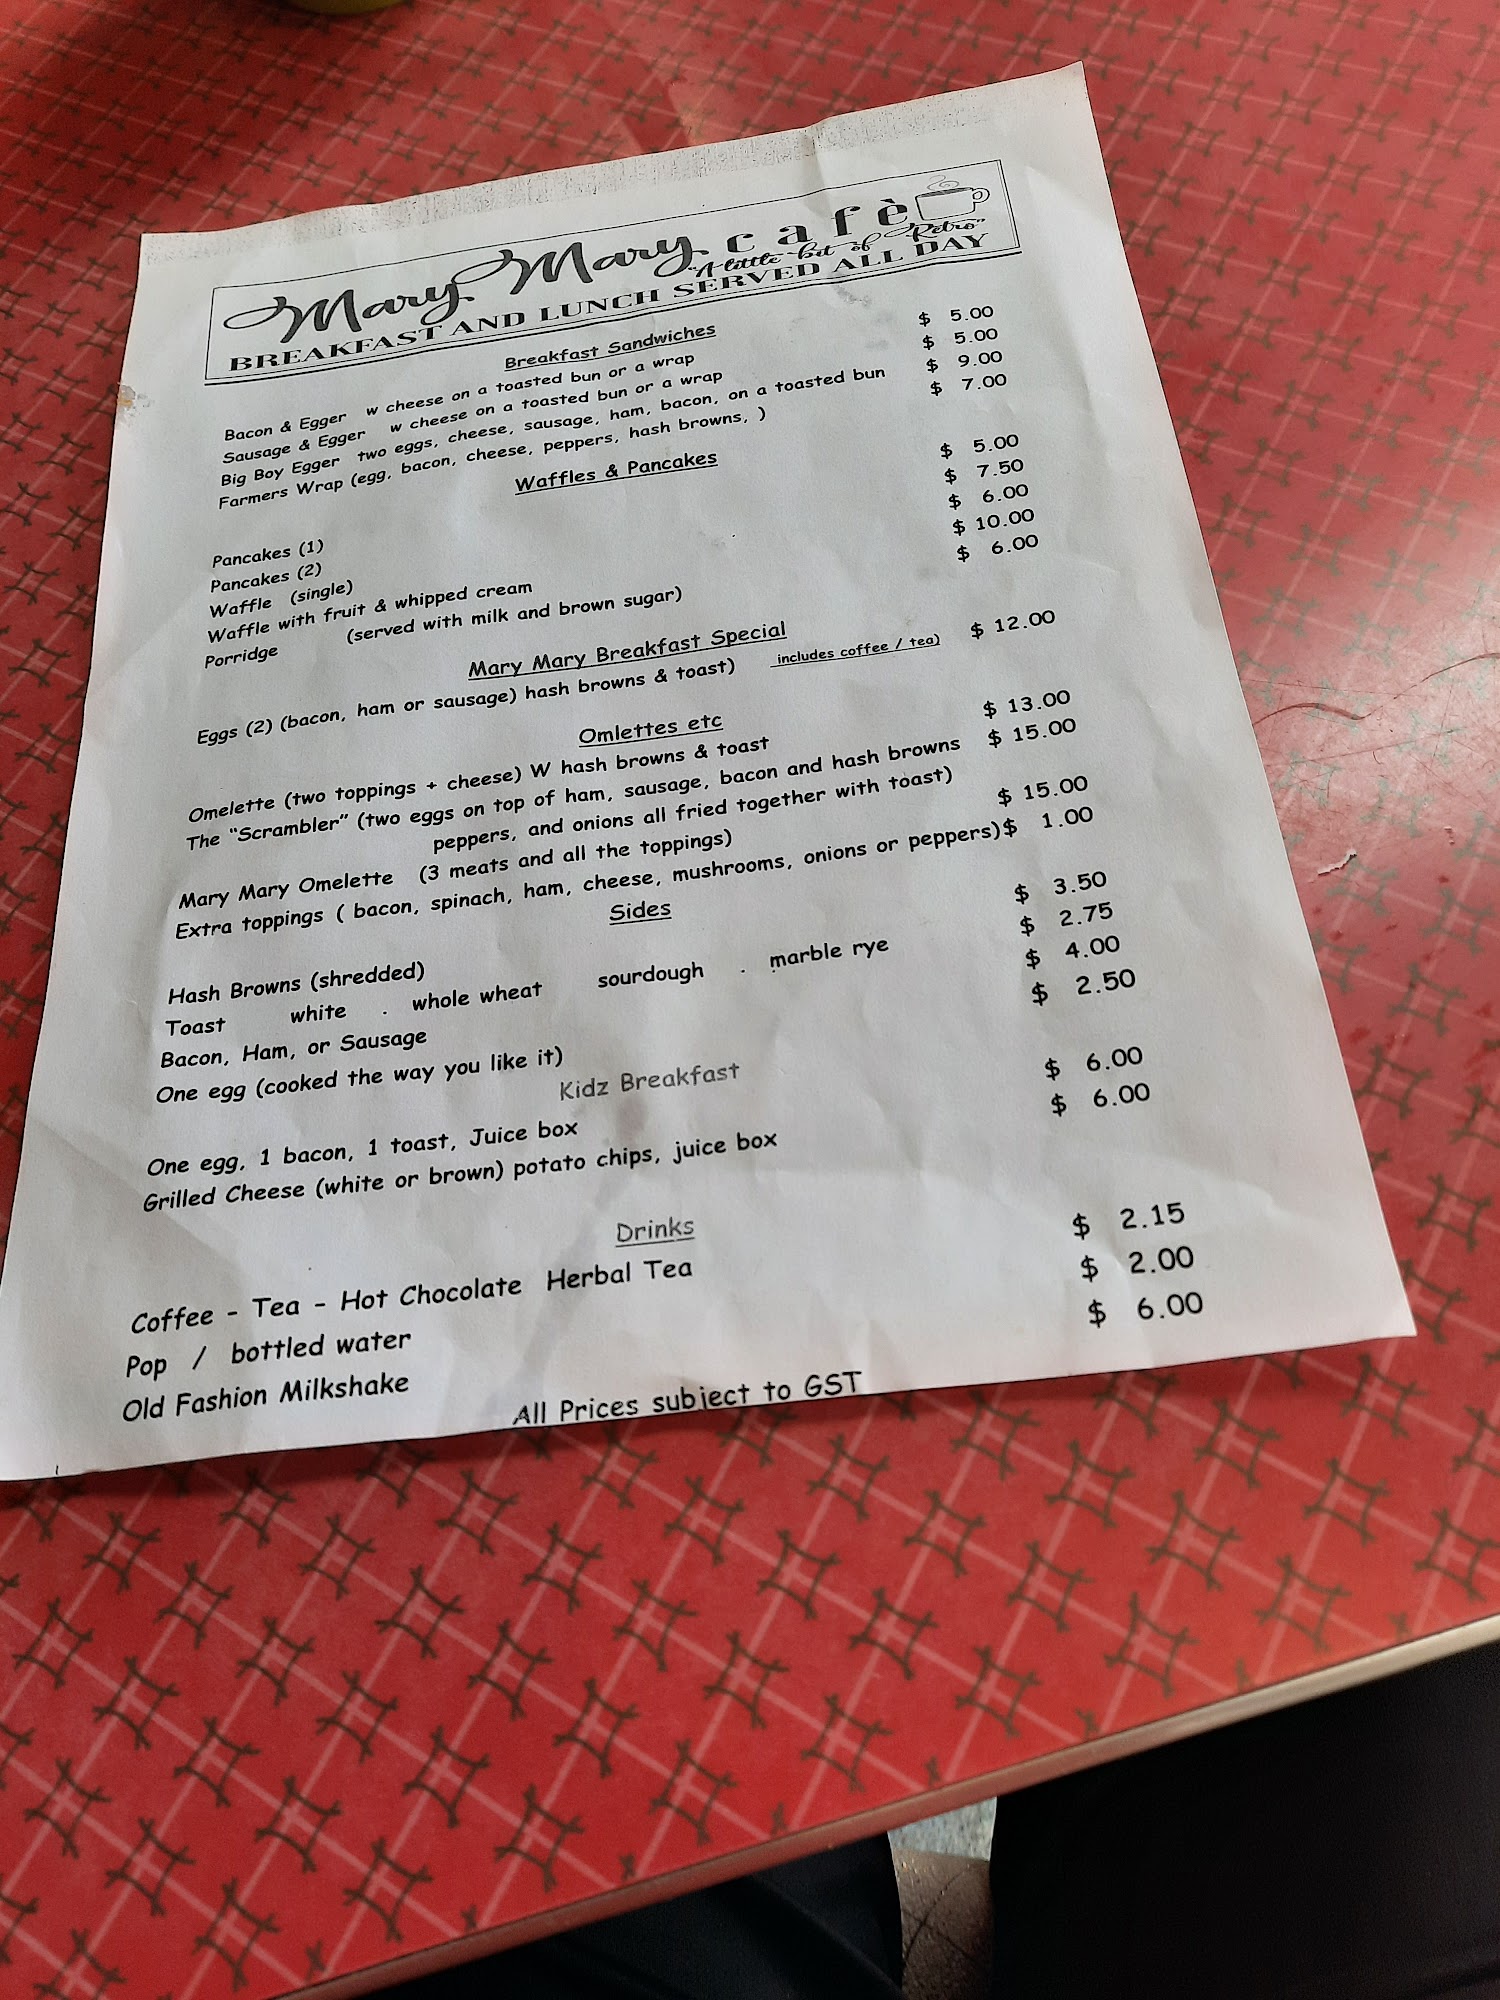 Mary Mary cafè
"A little bit of Retro"
BREAKFAST AND LUNCH SERVED ALL DAY
Breakfast Sandwiches
Bacon & Egger w cheese on a toasted bun or a wrap $ 5.00
Sausage & Egger w cheese on a toasted bun or a wrap $ 5.00
Big Boy Egger two eggs, cheese, sausage, ham, bacon, on a toasted bun $ 9.00
Farmers Wrap (egg, bacon, cheese, peppers, hash browns, ) $ 7.00
Waffles & Pancakes
Pancakes (1) $ 5.00
Pancakes (2) $ 7.50
Waffle (single) $ 6.00
Waffle with fruit & whipped cream $ 10.00
Porridge (served with milk and brown sugar) $ 6.00
Mary Mary Breakfast Special
Eggs (2) (bacon, ham or sausage) hash browns & toast) includes coffee / tea) $ 12.00
Omlettes etc
Omelette (two toppings + cheese) W hash browns & toast $ 13.00
The "Scrambler" (two eggs on top of ham, sausage, bacon and hash browns $ 15.00
peppers, and onions all fried together with toast)
Mary Mary Omelette (3 meats and all the toppings) $ 15.00
Extra toppings ( bacon, spinach, ham, cheese, mushrooms, onions or peppers)$ 1.00
Sides
Hash Browns (shredded) $ 3.50
Toast white . whole wheat sourdough . marble rye $ 2.75
Bacon, Ham, or Sausage $ 4.00
One egg (cooked the way you like it) $ 2.50
Kidz Breakfast
One egg, 1 bacon, 1 toast, Juice box $ 6.00
Grilled Cheese (white or brown) potato chips, juice box $ 6.00
Drinks
Coffee - Tea - Hot Chocolate Herbal Tea $ 2.15
Pop / bottled water $ 2.00
Old Fashion Milkshake $ 6.00
All Prices subject to GST